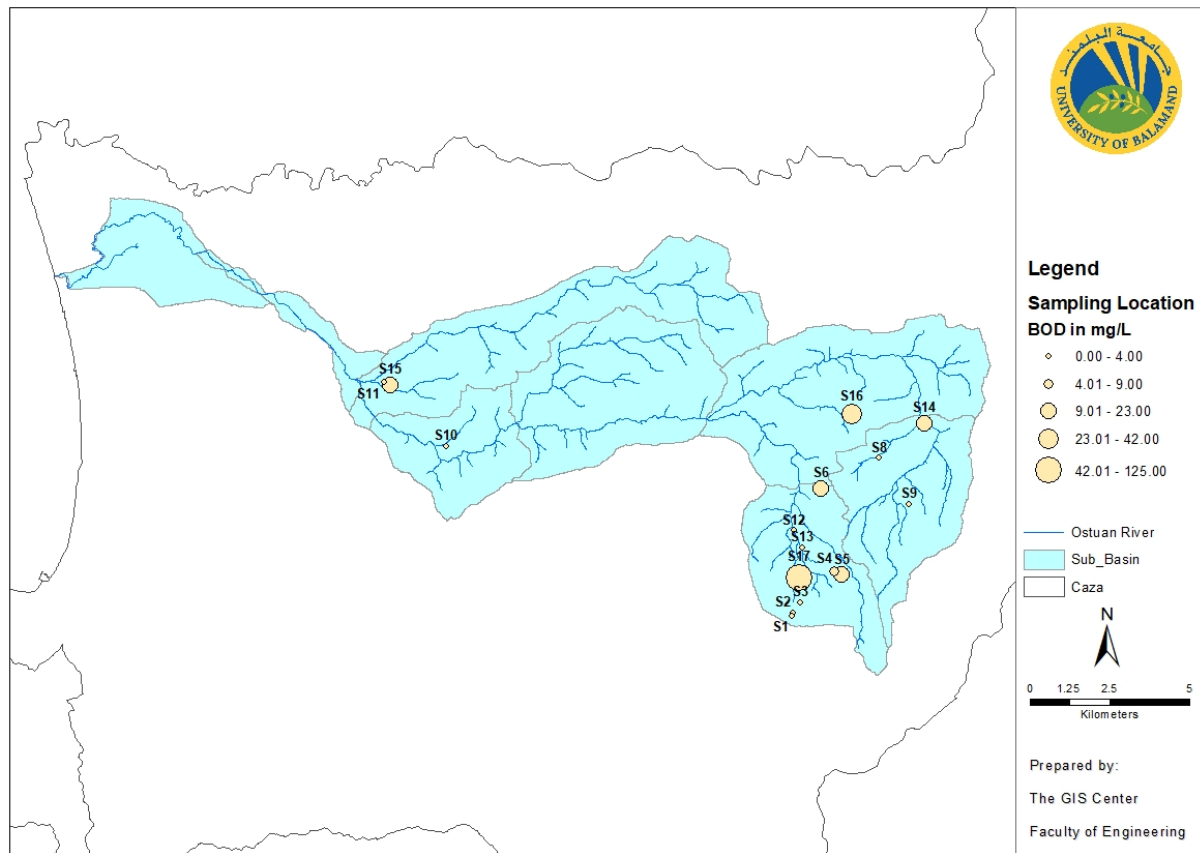 جامعة البلمند
UNIVERSITY OF BALAMAND
S15
S11
S10
S16
S14
S8
S6
S9
S12
S13
S17
S4
S5
S3
S2
S1
Legend
Sampling Location
BOD in mg/L
0.00 - 4.00
4.01 - 9.00
9.01 - 23.00
23.01 - 42.00
42.01 - 125.00
Ostuan River
Sub_Basin
Caza
N
0 1.25 2.5 5
Kilometers
Prepared by:
The GIS Center
Faculty of Engineering